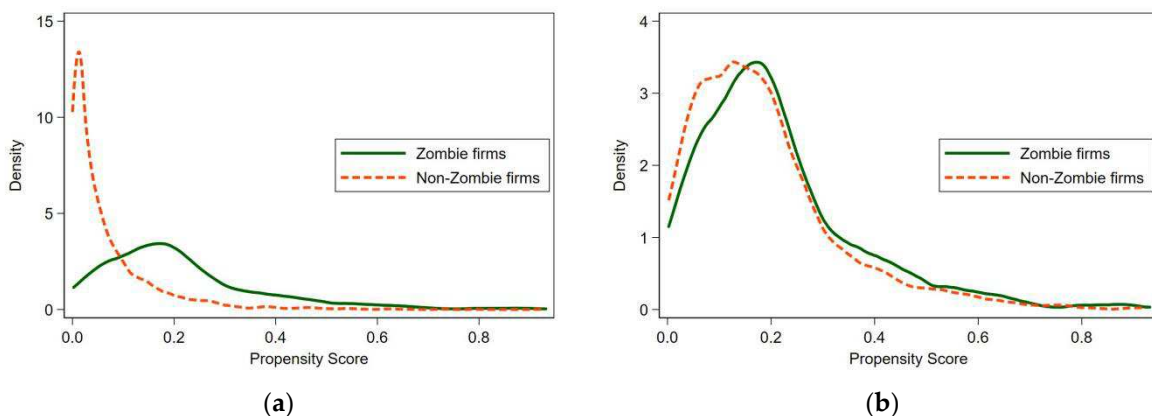 15
10
5
0
Density
Zombie firms
Non-Zombie firms
0.0 0.2 0.4 0.6 0.8
Propensity Score
(a)
4
3
2
1
0
Density
Zombie firms
Non-Zombie firms
0.0 0.2 0.4 0.6 0.8
Propensity Score
(b)